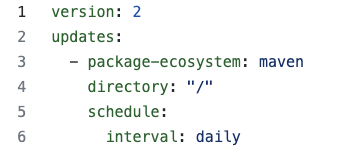 1 version: 2
2 updates:
3   - package-ecosystem: maven
4     directory: "/"
5     schedule:
6       interval: daily